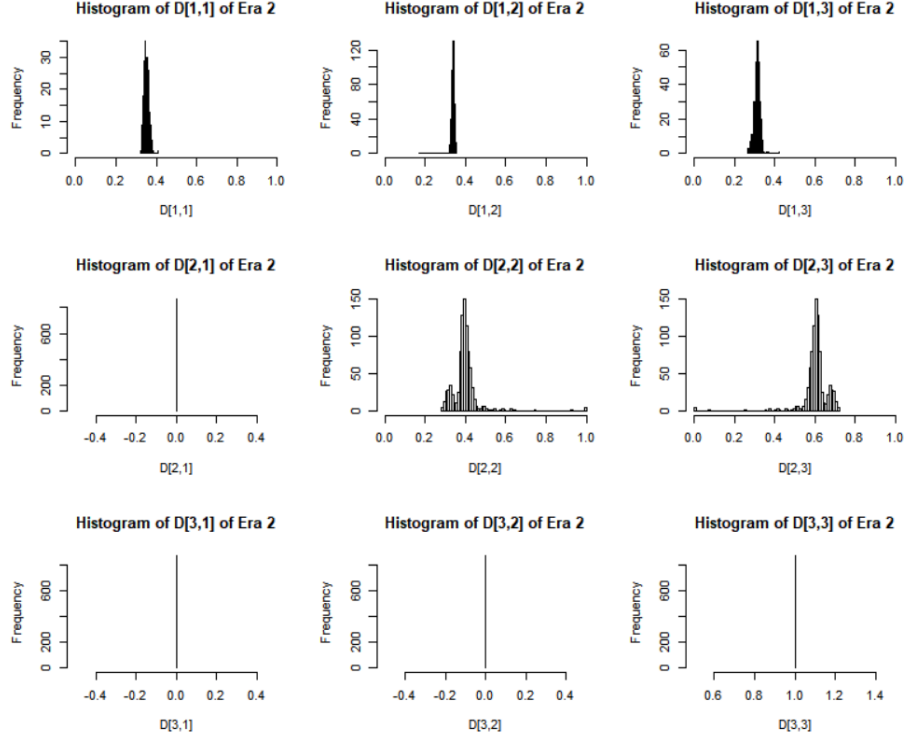 Histogram of D[1,1] of Era 2 Histogram of D[1,2] of Era 2 Histogram of D[1,3] of Era 2
Frequency
0 10 20 30
0.0 0.2 0.4 0.6 0.8 1.0
D[1,1]
Frequency
0 40 80 120
0.0 0.2 0.4 0.6 0.8 1.0
D[1,2]
Frequency
0 20 40 60
0.0 0.2 0.4 0.6 0.8 1.0
D[1,3]
Histogram of D[2,1] of Era 2 Histogram of D[2,2] of Era 2 Histogram of D[2,3] of Era 2
Frequency
0 200 600
-0.4 -0.2 0.0 0.2 0.4
D[2,1]
Frequency
0 50 100 150
0.0 0.2 0.4 0.6 0.8 1.0
D[2,2]
Frequency
0 50 100 150
0.0 0.2 0.4 0.6 0.8 1.0
D[2,3]
Histogram of D[3,1] of Era 2 Histogram of D[3,2] of Era 2 Histogram of D[3,3] of Era 2
Frequency
0 200 600
-0.4 -0.2 0.0 0.2 0.4
D[3,1]
Frequency
0 200 600
-0.4 -0.2 0.0 0.2 0.4
D[3,2]
Frequency
0 200 600
0.6 0.8 1.0 1.2 1.4
D[3,3]